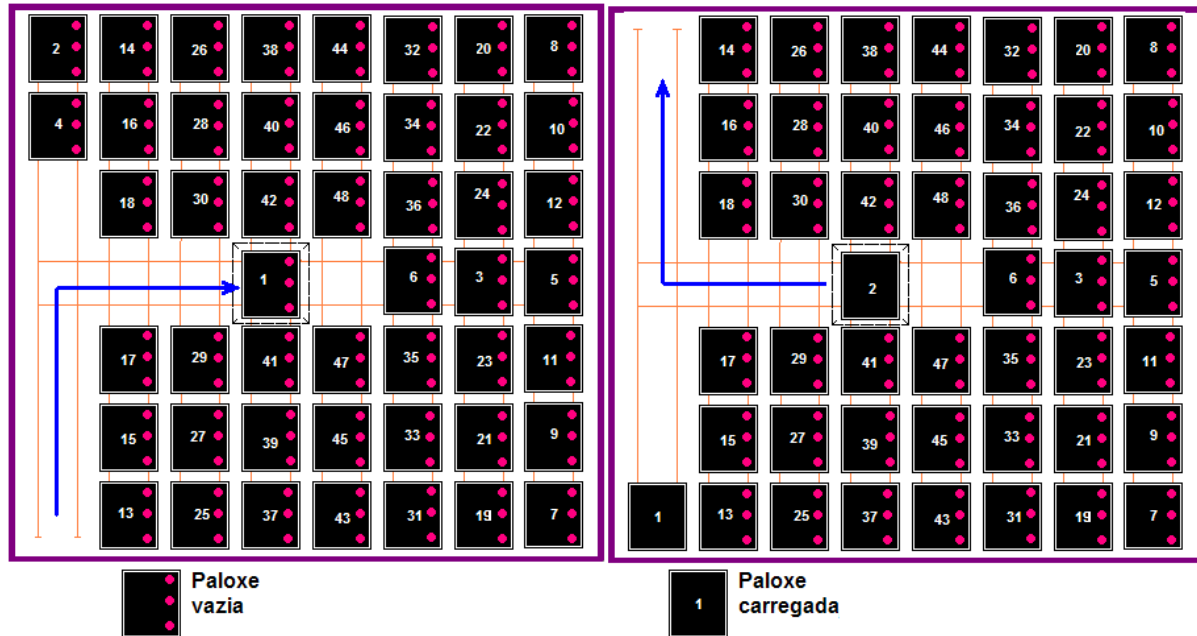 2 14 26 38 44 32 20 8
4 16 28 40 46 34 22 10
18 30 42 48 36 24 12
1 6 3 5
17 29 41 47 35 23 11
15 27 39 45 33 21 9
13 25 37 43 31 19 7
14 26 38 44 32 20 8
16 28 40 46 34 22 10
18 30 42 48 36 24 12
2 6 3 5
17 29 41 47 35 23 11
15 27 39 45 33 21 9
1 13 25 37 43 31 19 7
Paloxe
vazia
1
Paloxe
carregada